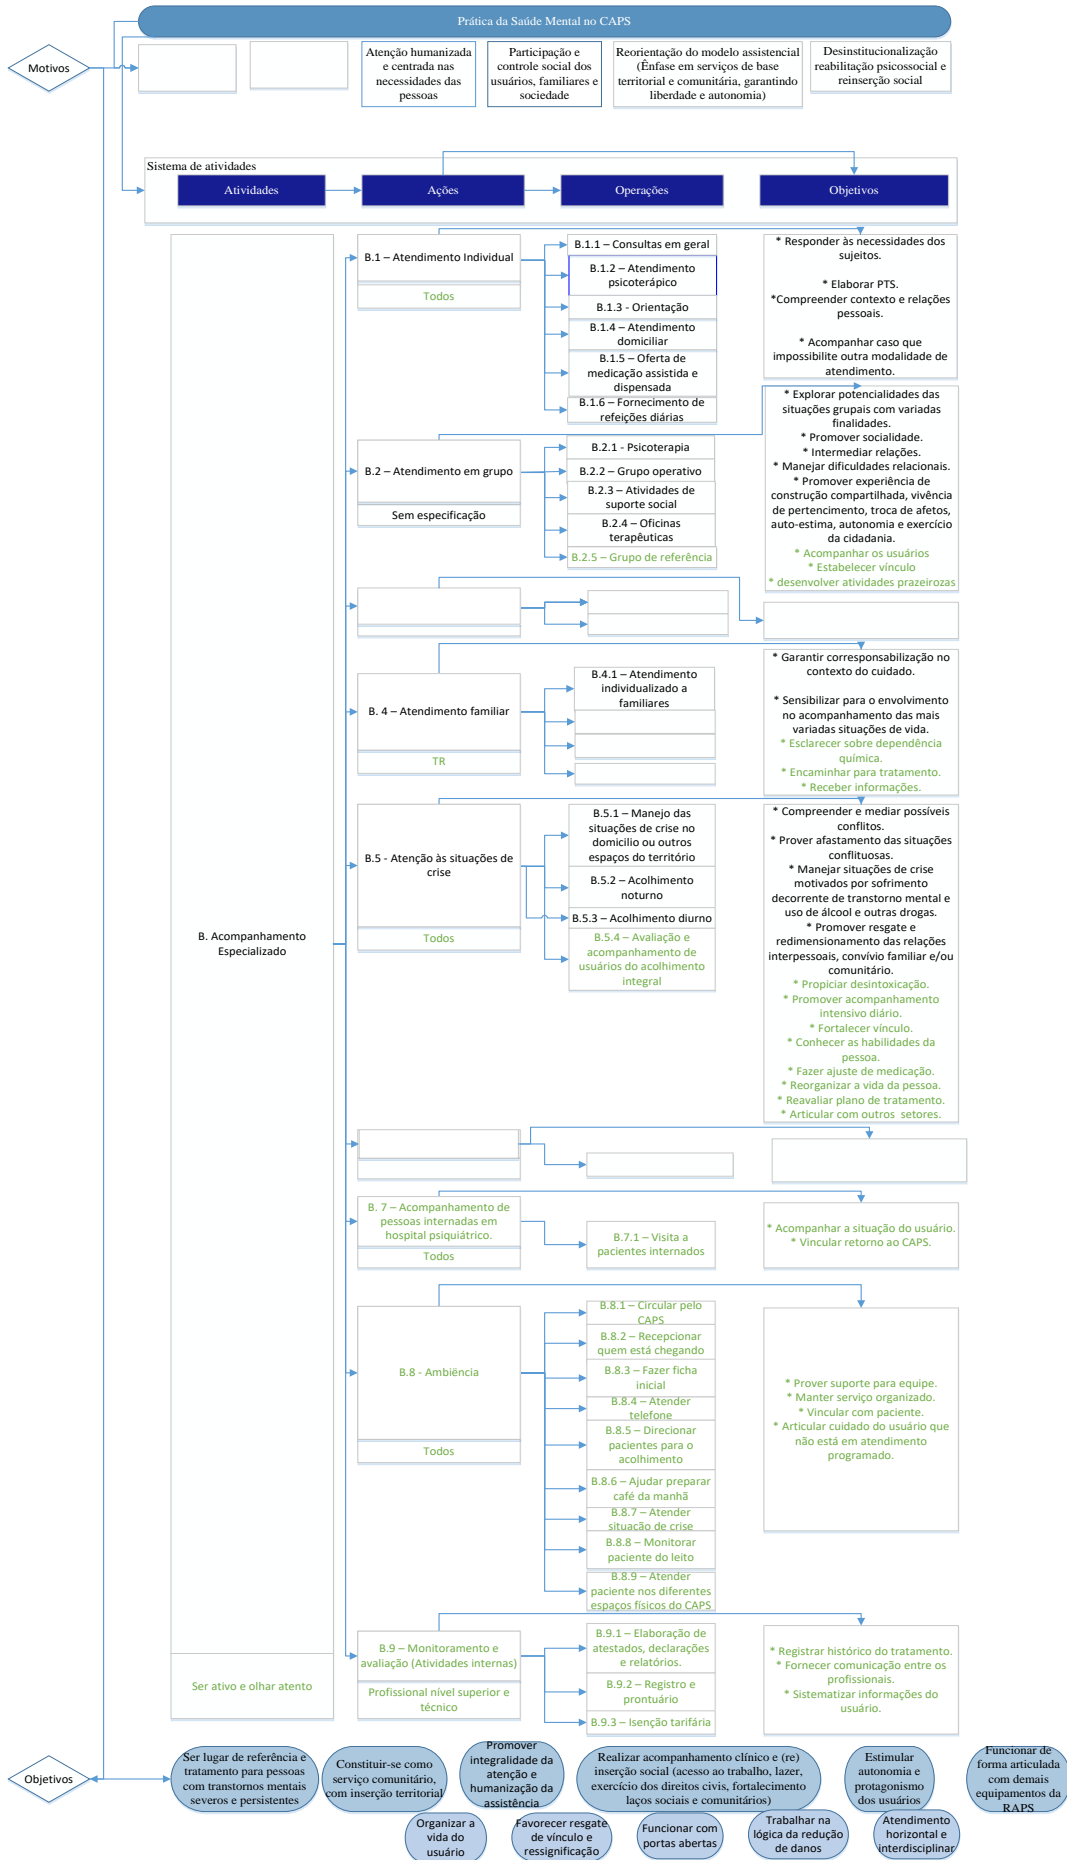 Prática da Saúde Mental no CAPS
Motivos
Atenção humanizada
e centrada nas
necessidades das
pessoas
Participação e
controle social dos
usuários, familiares e
sociedade
Reorientação do modelo assistencial
(Ênfase em serviços de base
territorial e comunitária, garantindo
liberdade e autonomia)
Desinstitucionalização
reabilitação psicossocial e
reinserção social
Sistema de atividades
Atividades
Ações
Operações
Objetivos
B. Acompanhamento
Especializado
Ser ativo e olhar atento
B.1 – Atendimento Individual
Todos
B.1.1 – Consultas em geral
B.1.2 – Atendimento
psicoterápico
B.1.3 - Orientação
B.1.4 – Atendimento
domiciliar
B.1.5 – Oferta de
medicação assistida e
dispensada
B.1.6 – Fornecimento de
refeições diárias
* Responder às necessidades dos
sujeitos.
* Elaborar PTS.
*Compreender contexto e relações
pessoais.
* Acompanhar caso que
impossibilite outra modalidade de
atendimento.
B.2 – Atendimento em grupo
Sem especificação
B.2.1 - Psicoterapia
B.2.2 – Grupo operativo
B.2.3 – Atividades de
suporte social
B.2.4 – Oficinas
terapêuticas
B.2.5 – Grupo de referência
* Explorar potencialidades das
situações grupais com variadas
finalidades.
* Promover socialidade.
* Intermediar relações.
* Manejar dificuldades relacionais.
* Promover experiência de
construção compartilhada, vivência
de pertencimento, troca de afetos,
auto-estima, autonomia e exercício
da cidadania.
* Acompanhar os usuários
* Estabelecer vínculo
* desenvolver atividades prazeirozas
B. 4 – Atendimento familiar
TR
B.4.1 – Atendimento
individualizado a
familiares
* Garantir corresponsabilização no
contexto do cuidado.
* Sensibilizar para o envolvimento
no acompanhamento das mais
variadas situações de vida.
* Esclarecer sobre dependência
química.
* Encaminhar para tratamento.
* Receber informações.
B.5 - Atenção às situações de
crise
Todos
B.5.1 – Manejo das
situações de crise no
domicilio ou outros
espaços do território
B.5.2 – Acolhimento
noturno
B.5.3 – Acolhimento diurno
B.5.4 – Avaliação e
acompanhamento de
usuários do acolhimento
integral
* Compreender e mediar possíveis
conflitos.
* Prover afastamento das situações
conflituosas.
* Manejar situações de crise
motivados por sofrimento
decorrente de transtorno mental e
uso de álcool e outras drogas.
* Promover resgate e
redimensionamento das relações
interpessoais, convívio familiar e/ou
comunitário.
* Propiciar desintoxicação.
* Promover acompanhamento
intensivo diário.
* Fortalecer vínculo.
* Conhecer as habilidades da
pessoa.
* Fazer ajuste de medicação.
* Reorganizar a vida da pessoa.
* Reavaliar plano de tratamento.
* Articular com outros setores.
B. 7 – Acompanhamento de
pessoas internadas em
hospital psiquiátrico.
Todos
B.7.1 – Visita a
pacientes internados
* Acompanhar a situação do usuário.
* Vincular retorno ao CAPS.
B.8 - Ambiência
Todos
B.8.1 – Circular pelo
CAPS
B.8.2 – Recepcionar
quem está chegando
B.8.3 – Fazer ficha
inicial
B.8.4 – Atender
telefone
B.8.5 – Direcionar
pacientes para o
acolhimento
B.8.6 – Ajudar preparar
café da manhã
B.8.7 – Atender
situação de crise
B.8.8 – Monitorar
paciente do leito
B.8.9 – Atender
paciente nos diferentes
espaços físicos do CAPS
* Prover suporte para equipe.
* Manter serviço organizado.
* Vincular com paciente.
* Articular cuidado do usuário que
não está em atendimento
programado.
B.9 – Monitoramento e
avaliação (Atividades internas)
Profissional nível superior e
técnico
B.9.1 – Elaboração de
atestados, declarações
e relatórios.
B.9.2 – Registro e
prontuário
B.9.3 – Isenção tarifária
* Registrar histórico do tratamento.
* Fornecer comunicação entre os
profissionais.
* Sistematizar informações do
usuário.
Objetivos
Ser lugar de referência e
tratamento para pessoas
com transtornos mentais
severos e persistentes
Constituir-se como
serviço comunitário,
com inserção territorial
Promover
integralidade da
atenção e
humanização da
assistência
Realizar acompanhamento clínico e (re)
inserção social (acesso ao trabalho, lazer,
exercício dos direitos civis, fortalecimento
laços sociais e comunitários)
Estimular
autonomia e
protagonismo
dos usuários
Funcionar de
forma articulada
com demais
equipamentos da
RAPS
Organizar a
vida do
usuário
Favorecer resgate
de vínculo e
ressignificação
Funcionar com
portas abertas
Trabalhar na
lógica da redução
de danos
Atendimento
horizontal e
interdisciplinar